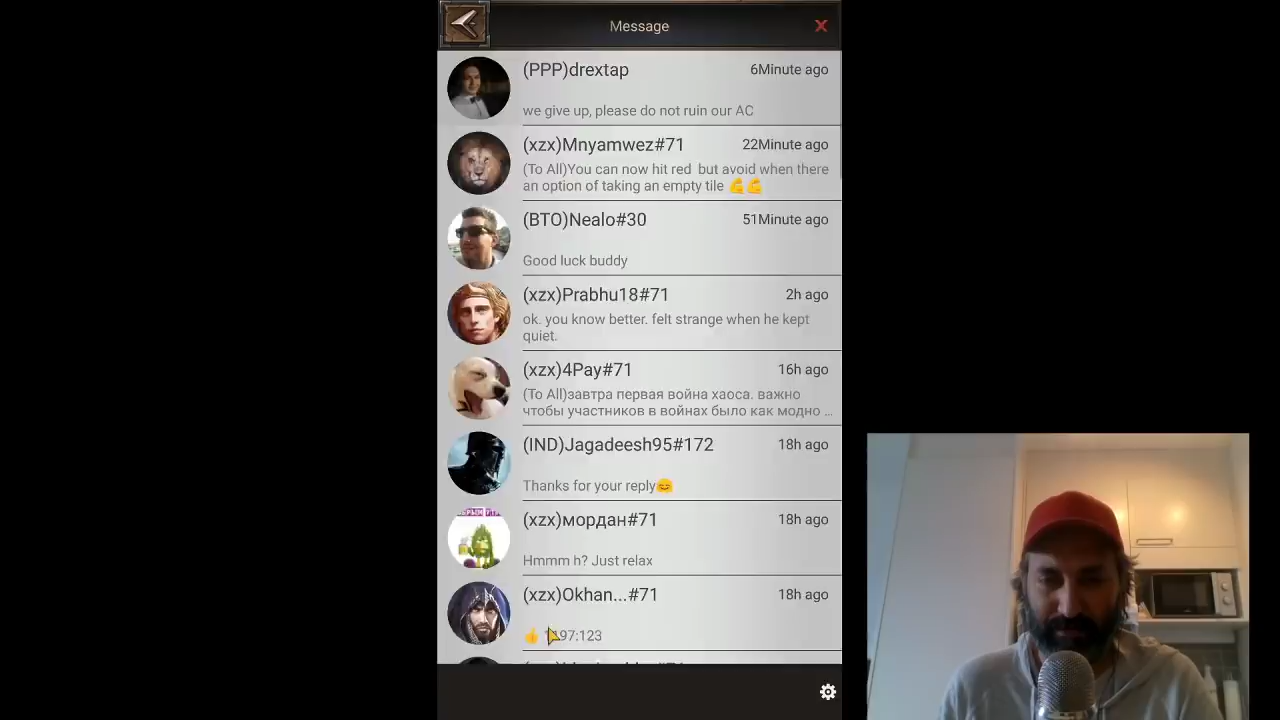 Message
X
(PPP)drextap
6Minute ago
we give up, please do not ruin our AC
(xzx)Mnyamwez#71
22Minute ago
(To All)You can now hit red but avoid when there
an option of taking an empty tile 💪💪
(BTO)Nealo#30
51Minute ago
Good luck buddy
(xzx)Prabhu18#71
2h ago
ok. you know better. felt strange when he kept
quiet.
(xzx)4Pay#71
16h ago
(To All)завтра первая война хаоса. важно
чтобы участников в войнах было как модно ...
(IND)Jagadeesh95#172
18h ago
Thanks for your reply😊
(xzx)мордан#71
18h ago
Hmmm h? Just relax
(xzx)Okhan...#71
18h ago
97:123